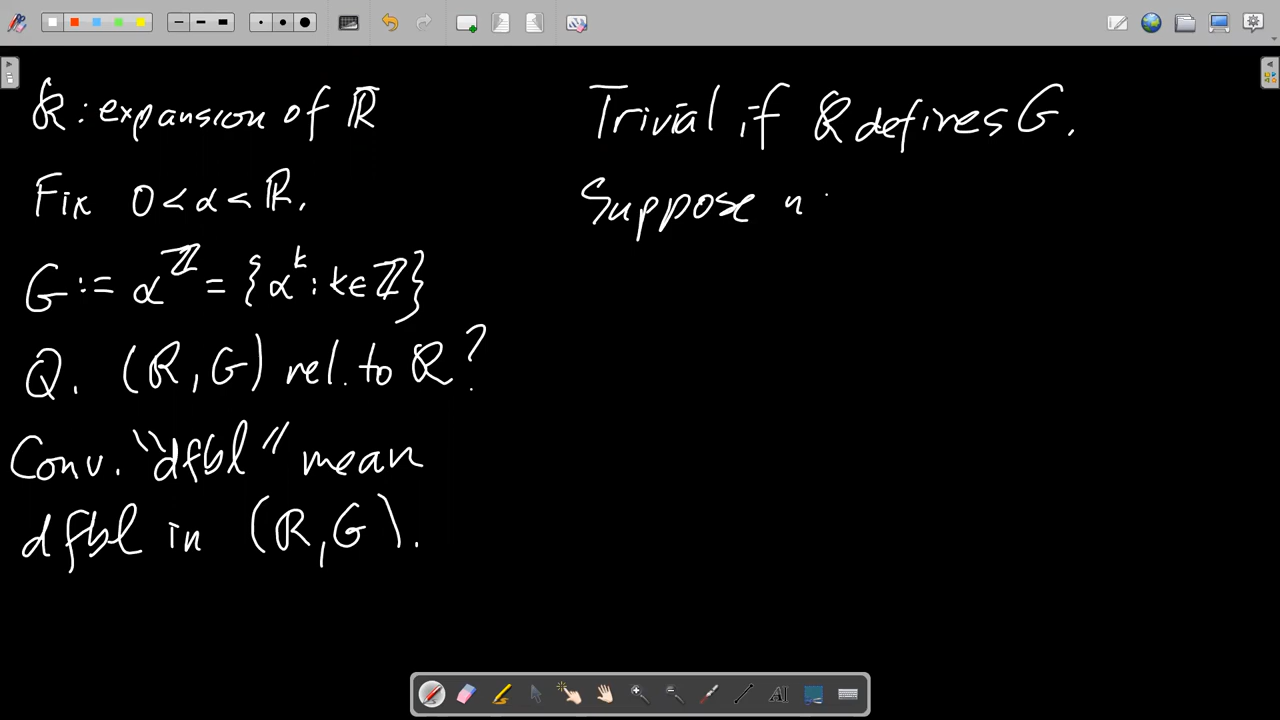 ℜ : expansion of ℝ
Fix 0 < α < ℝ.
G := α^ℤ = {α^k : k ∈ ℤ}
Q. (ℜ, G) rel. to ℜ ?
Conv. "dfbl" mean
dfbl in (ℜ, G).
Trivial if ℜ defines G.
Suppose n